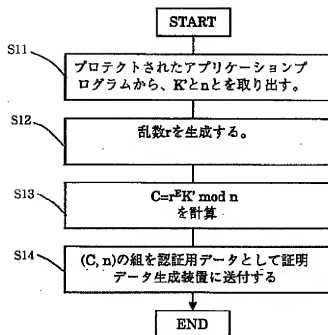 START
S11
プロテクトされたアプリケーションプ
ログラムから、K'とnとを取り出す。
S12
乱数rを生成する。
S13
C=r^E K' mod n
を計算
S14
(C, n)の組を認証用データとして証明
データ生成装置に送付する
END